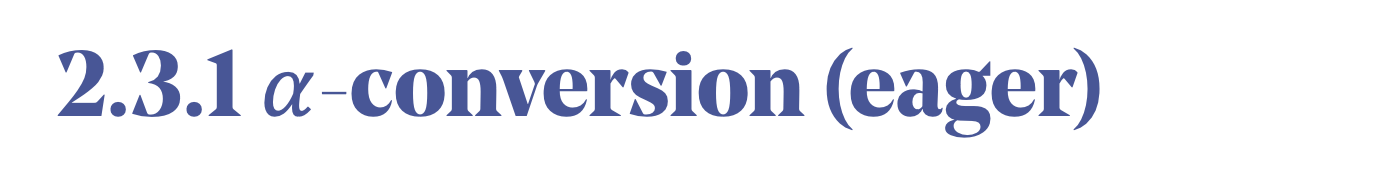 2.3.1 α-conversion (eager)